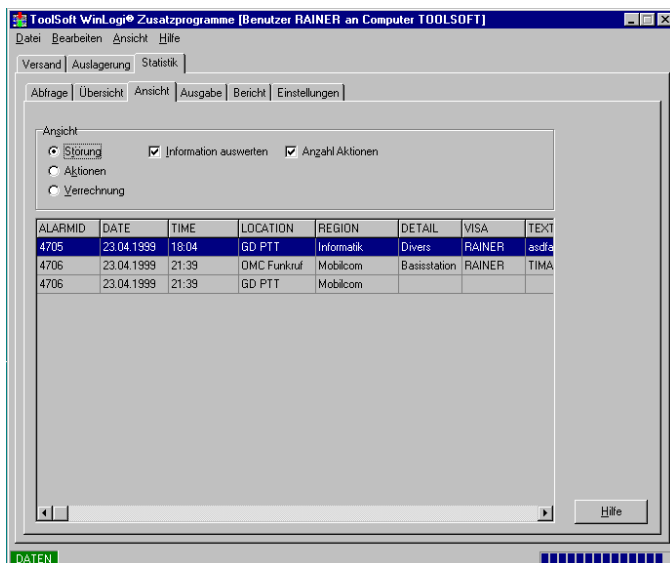 ToolSoft WinLogi® Zusatzprogramme [Benutzer RAINER an Computer TOOLSOFT]
Datei Bearbeiten Ansicht Hilfe
Versand Auslagerung Statistik
Abfrage Übersicht Ansicht Ausgabe Bericht Einstellungen
Ansicht
Störung Information auswerten Anzahl Aktionen
Aktionen
Verrechnung
ALARMID DATE TIME LOCATION REGION DETAIL VISA TEXT
4705 23.04.1999 18:04 GD PTT Informatik Divers RAINER asdfa
4706 23.04.1999 21:39 OMC Funkruf Mobilcom Basisstation RAINER TIMA
4706 23.04.1999 21:39 GD PTT Mobilcom
Hilfe
DATEN